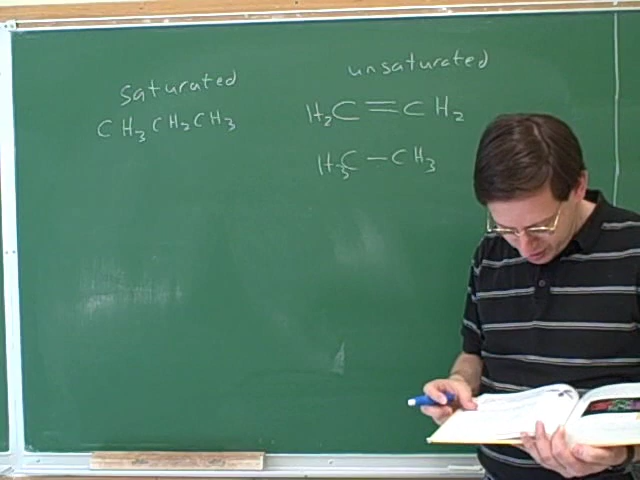 saturated
CH₃CH₂CH₃
unsaturated
H₂C=CH₂
H₃C-CH₃